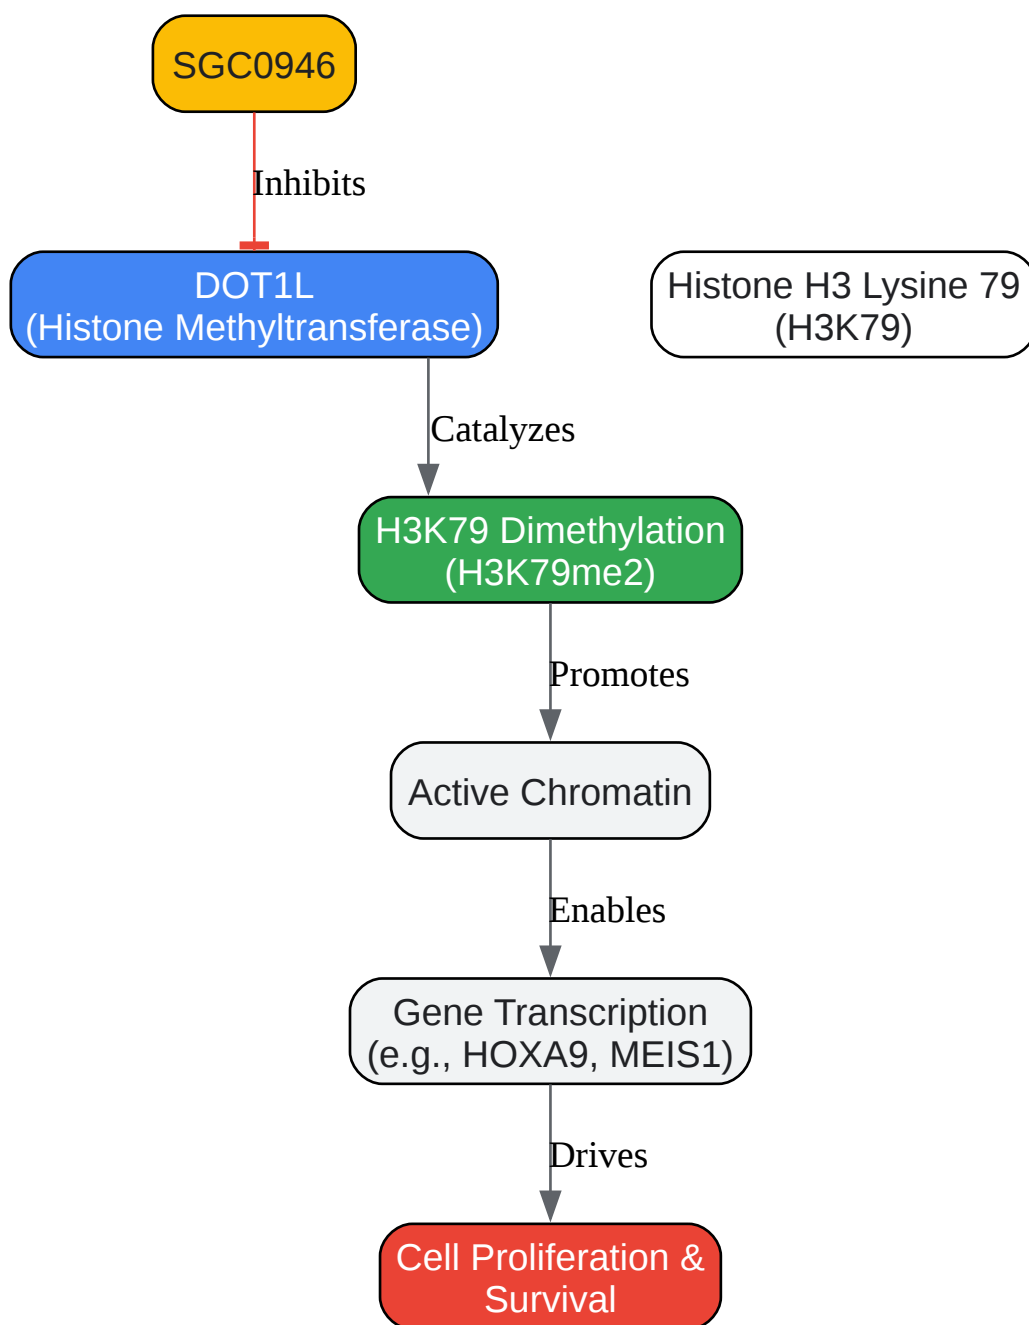 SGC0946
Inhibits
DOT1L
(Histone Methyltransferase)
Histone H3 Lysine 79
(H3K79)
Catalyzes
H3K79 Dimethylation
(H3K79me2)
Promotes
Active Chromatin
Enables
Gene Transcription
(e.g., HOXA9, MEIS1)
Drives
Cell Proliferation &
Survival